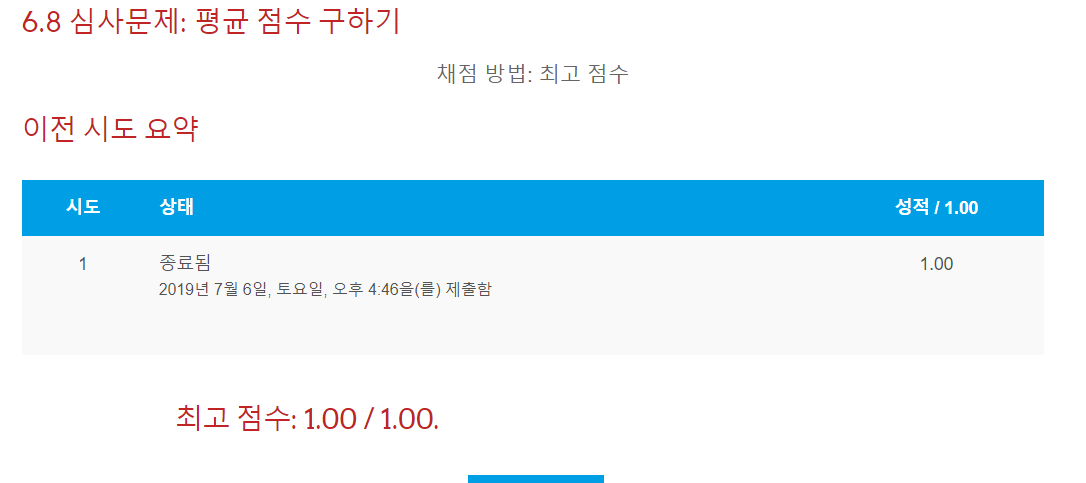 6.8 심사문제: 평균 점수 구하기
채점 방법: 최고 점수
이전 시도 요약
시도 상태 성적 / 1.00
1 종료됨 1.00
2019년 7월 6일, 토요일, 오후 4:46을(를) 제출함
최고 점수: 1.00 / 1.00.